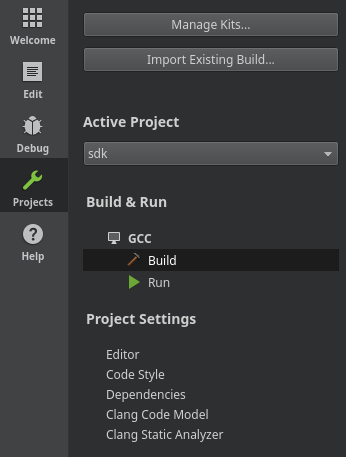 Welcome
Edit
Debug
Projects
Help
Manage Kits...
Import Existing Build...
Active Project
sdk
Build & Run
GCC
Build
Run
Project Settings
Editor
Code Style
Dependencies
Clang Code Model
Clang Static Analyzer